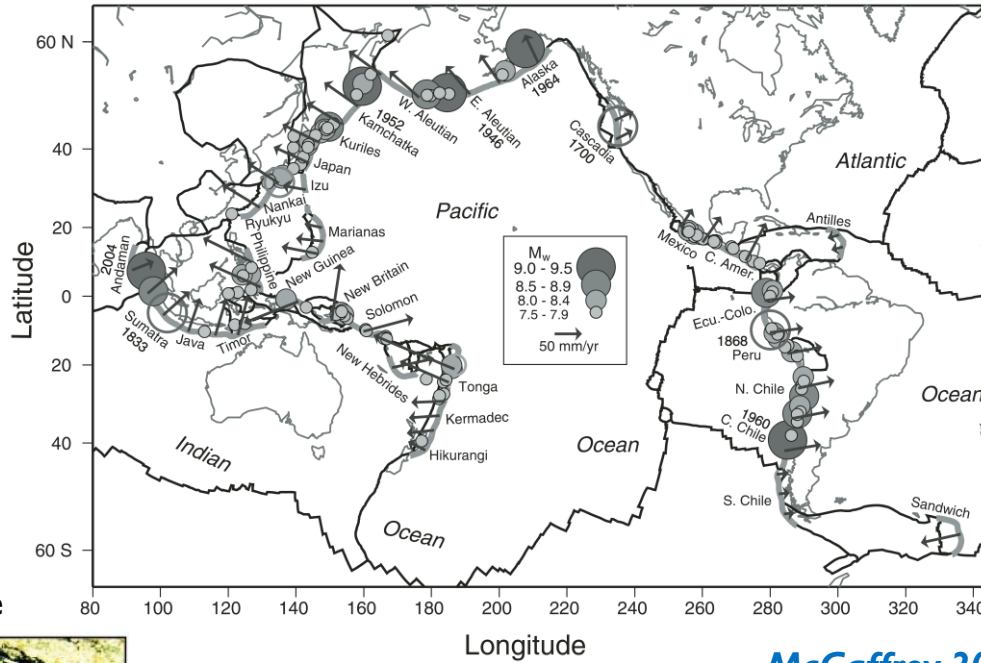 60 N
40
20
0
20
40
60 S
Latitude
80
100
120
140
160
180
200
220
240
260
280
300
320
340
Longitude
Alaska
1964
E. Aleutian
1946
W. Aleutian
1952
Kamchatka
Kuriles
Japan
Izu
Nankai
Ryukyu
Marianas
Philippine
New Guinea
New Britain
Solomon
2004
Andaman
Sumatra
1833
Java
Timor
New Hebrides
Tonga
Kermadec
Hikurangi
Indian
Ocean
Pacific
Ocean
Cascadia
1700
Atlantic
Ocean
Antilles
Mexico
C. Amer.
Ecu.-Colo.
1868
Peru
N. Chile
1960
C. Chile
S. Chile
Sandwich
Mw
9.0 - 9.5
8.5 - 8.9
8.0 - 8.4
7.5 - 7.9
50 mm/yr